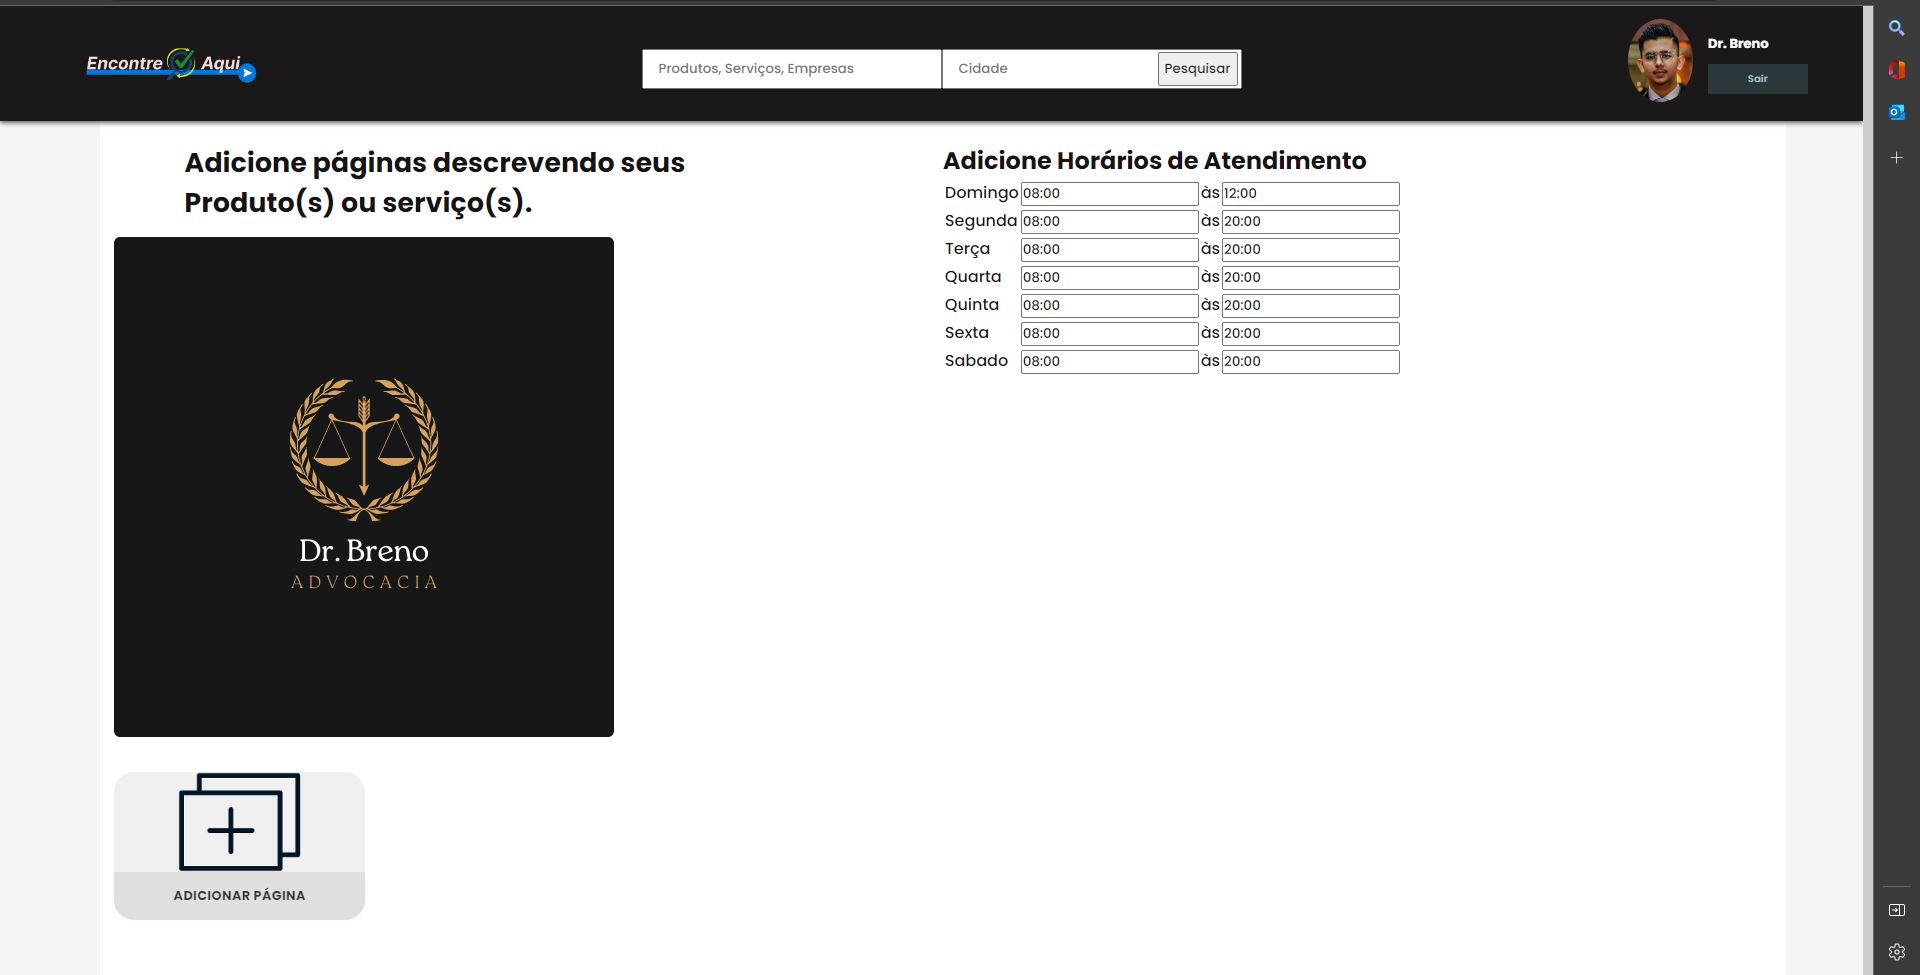 Encontre Aqui
Produtos, Serviços, Empresas
Cidade
Pesquisar
Dr. Breno
Sair
Adicione páginas descrevendo seus
Produto(s) ou serviço(s).
Dr. Breno
ADVOCACIA
ADICIONAR PÁGINA
Adicione Horários de Atendimento
Domingo 08:00 às 12:00
Segunda 08:00 às 20:00
Terça 08:00 às 20:00
Quarta 08:00 às 20:00
Quinta 08:00 às 20:00
Sexta 08:00 às 20:00
Sabado 08:00 às 20:00